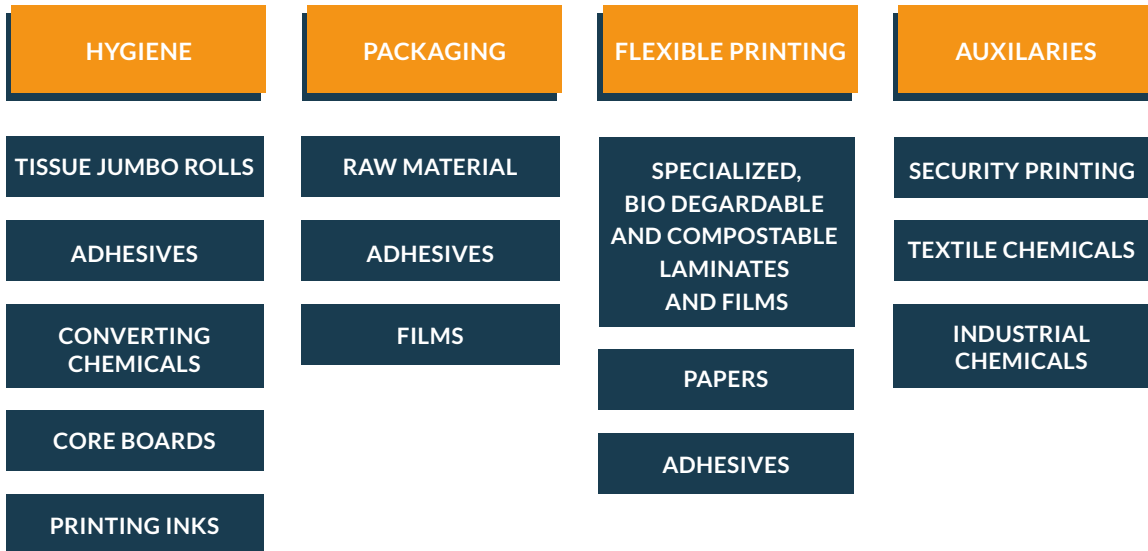 HYGIENE
TISSUE JUMBO ROLLS
ADHESIVES
CONVERTING
CHEMICALS
CORE BOARDS
PRINTING INKS
PACKAGING
RAW MATERIAL
ADHESIVES
FILMS
FLEXIBLE PRINTING
SPECIALIZED,
BIO DEGARDABLE
AND COMPOSTABLE
LAMINATES
AND FILMS
PAPERS
ADHESIVES
AUXILARIES
SECURITY PRINTING
TEXTILE CHEMICALS
INDUSTRIAL
CHEMICALS